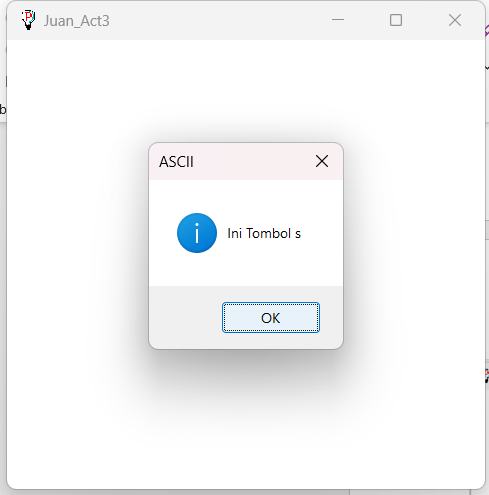 Juan_Act3
ASCII
Ini Tombol s
OK